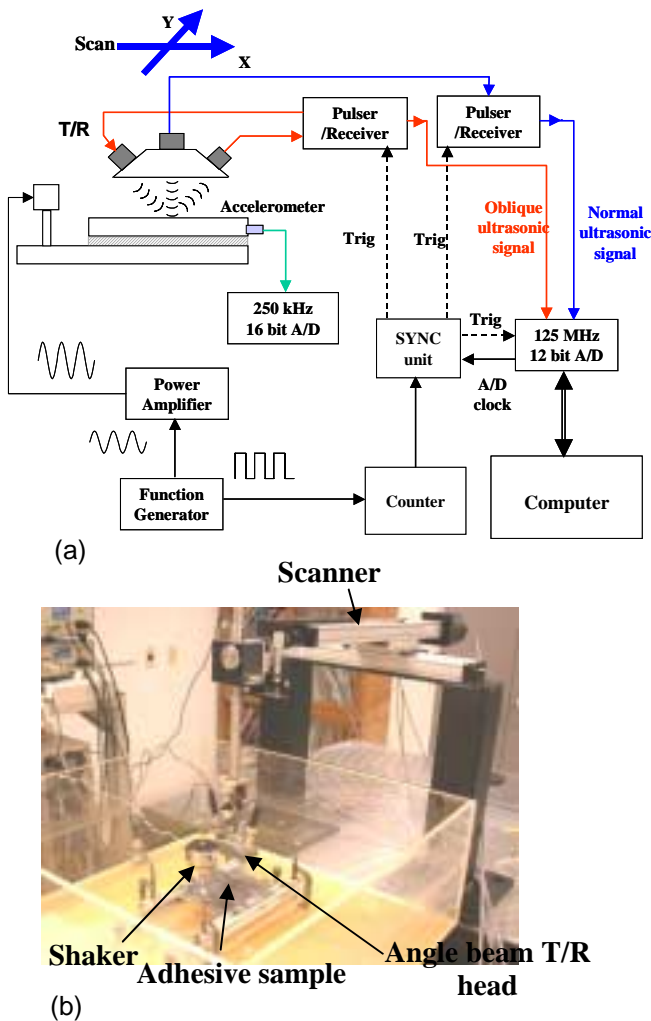 Y
Scan
X
T/R
Pulser
/Receiver
Pulser
/Receiver
Accelerometer
Oblique
ultrasonic
signal
Normal
ultrasonic
signal
Trig
Trig
250 kHz
16 bit A/D
SYNC
unit
Trig
125 MHz
12 bit A/D
A/D
clock
Power
Amplifier
Function
Generator
Counter
Computer
(a)
Scanner
Shaker
Adhesive sample
Angle beam T/R
head
(b)